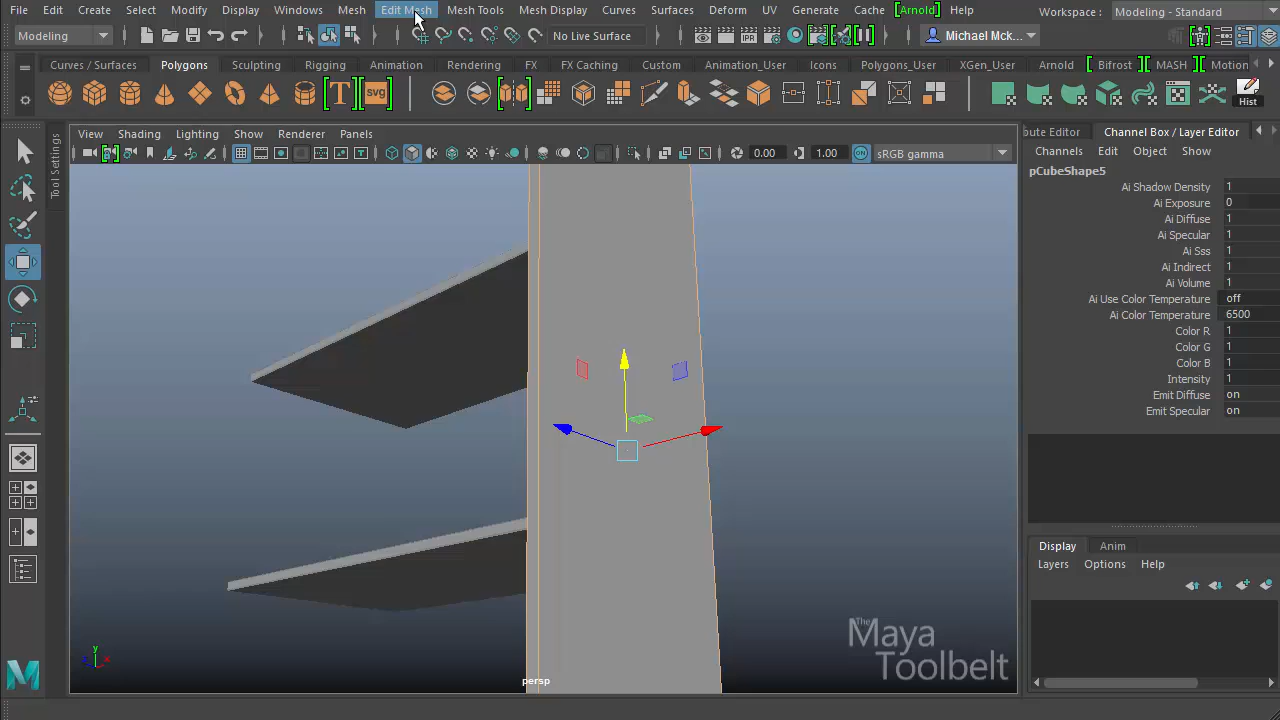 File Edit Create Select Modify Display Windows Mesh Edit Mesh Mesh Tools Mesh Display Curves Surfaces Deform UV Generate Cache [Arnold] Help Workspace : Modeling - Standard
Modeling No Live Surface Michael Mck...
Curves / Surfaces Polygons Sculpting Rigging Animation Rendering FX FX Caching Custom Animation_User Icons Polygons_User XGen_User Arnold Bifrost MASH Motion
T svg Hist
Tool Settings
View Shading Lighting Show Renderer Panels
0.00 1.00 ON sRGB gamma
bute Editor Channel Box / Layer Editor
Channels Edit Object Show
pCubeShape5
Ai Shadow Density 1
Ai Exposure 0
Ai Diffuse 1
Ai Specular 1
Ai Sss 1
Ai Indirect 1
Ai Volume 1
Ai Use Color Temperature off
Ai Color Temperature 6500
Color R 1
Color G 1
Color B 1
Intensity 1
Emit Diffuse on
Emit Specular on
Display Anim
Layers Options Help
y
x
persp
The Maya
Toolbelt
M